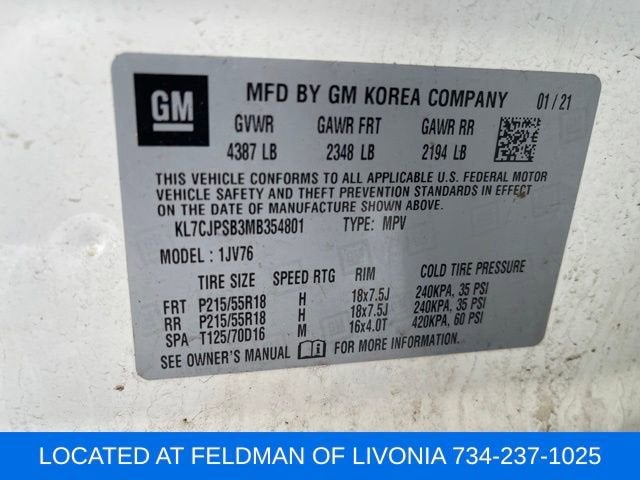 GM
MFD BY GM KOREA COMPANY 01/21
GVWR GAWR FRT GAWR RR
4387 LB 2348 LB 2194 LB
THIS VEHICLE CONFORMS TO ALL APPLICABLE U.S. FEDERAL MOTOR
VEHICLE SAFETY AND THEFT PREVENTION STANDARDS IN EFFECT
ON THE DATE OF MANUFACTURE SHOWN ABOVE.
KL7CJPSB3MB354801 TYPE: MPV
MODEL : 1JV76
TIRE SIZE SPEED RTG RIM COLD TIRE PRESSURE
FRT P215/55R18 H 18x7.5J 240KPA, 35 PSI
RR P215/55R18 H 18x7.5J 240KPA, 35 PSI
SPA T125/70D16 M 16x4.0T 420KPA, 60 PSI
SEE OWNER'S MANUAL FOR MORE INFORMATION.
LOCATED AT FELDMAN OF LIVONIA 734-237-1025